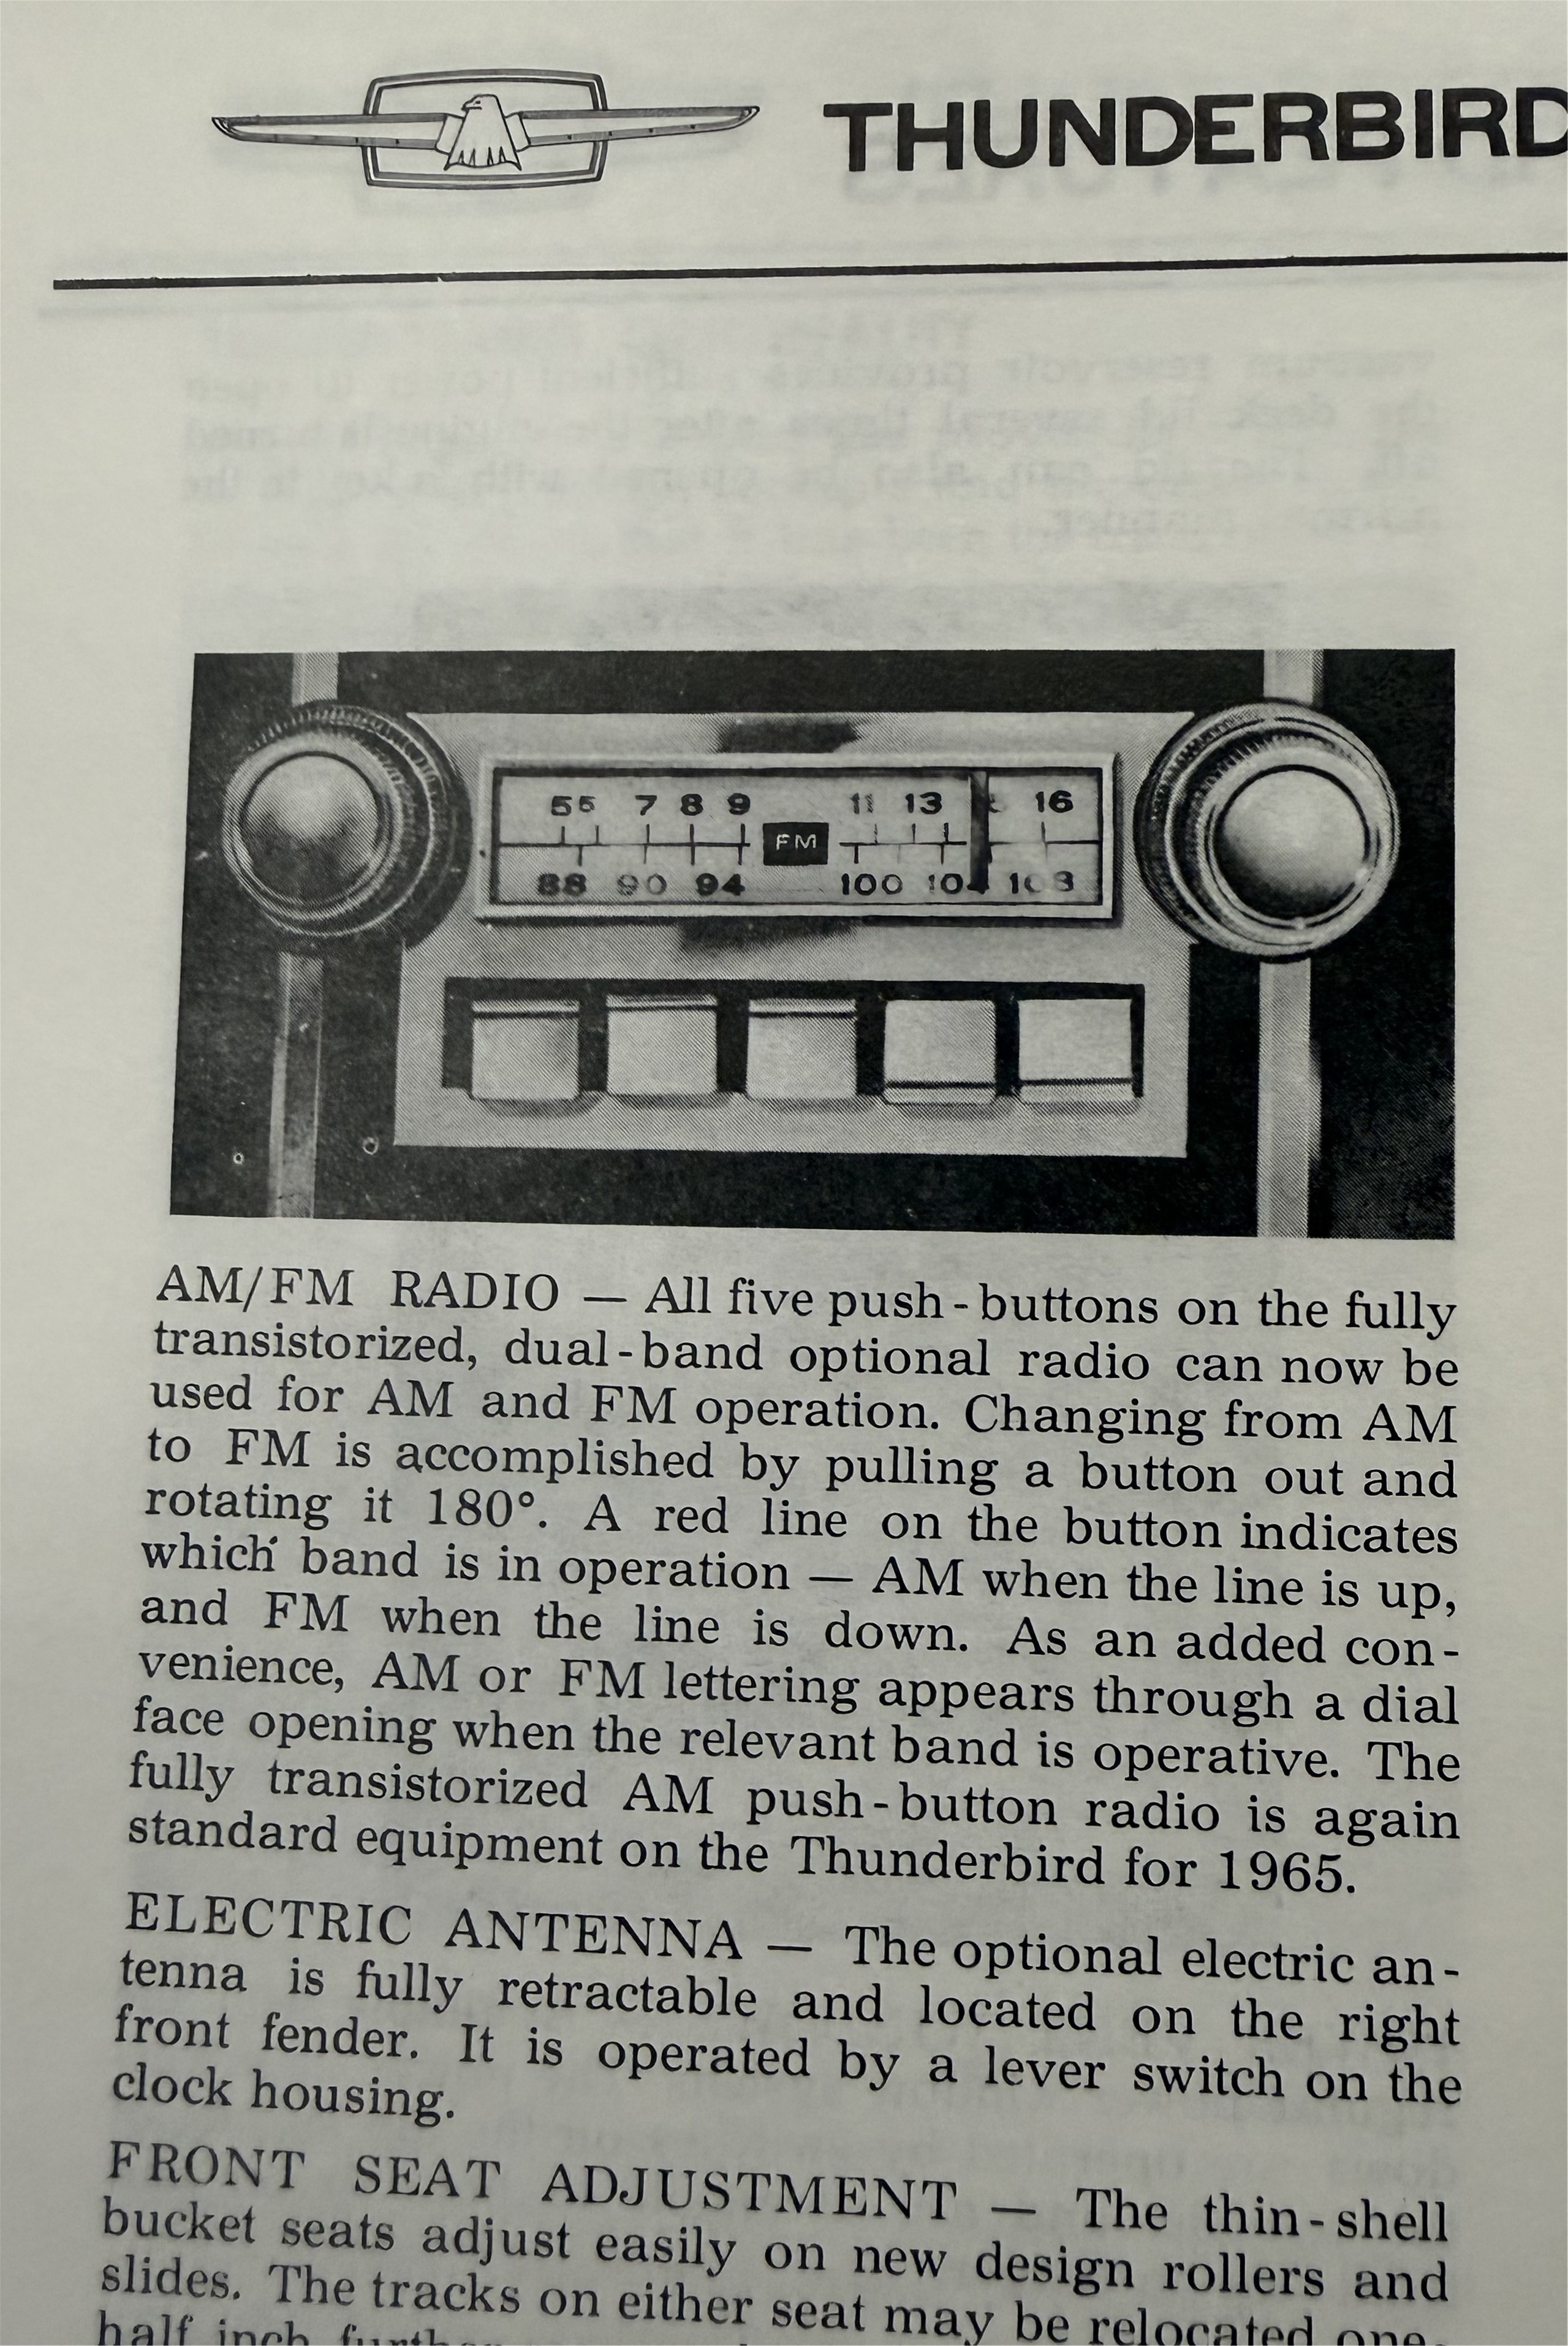 THUNDERBIRD
55 7 8 9 11 13 16
FM
88 90 94 100 104 108
AM/FM RADIO — All five push-buttons on the fully
transistorized, dual-band optional radio can now be
used for AM and FM operation. Changing from AM
to FM is accomplished by pulling a button out and
rotating it 180°. A red line on the button indicates
which band is in operation — AM when the line is up,
and FM when the line is down. As an added con-
venience, AM or FM lettering appears through a dial
face opening when the relevant band is operative. The
fully transistorized AM push-button radio is again
standard equipment on the Thunderbird for 1965.
ELECTRIC ANTENNA — The optional electric an-
tenna is fully retractable and located on the right
front fender. It is operated by a lever switch on the
clock housing.
FRONT SEAT ADJUSTMENT — The thin-shell
bucket seats adjust easily on new design rollers and
slides. The tracks on either seat may be relocated one-
half inch further